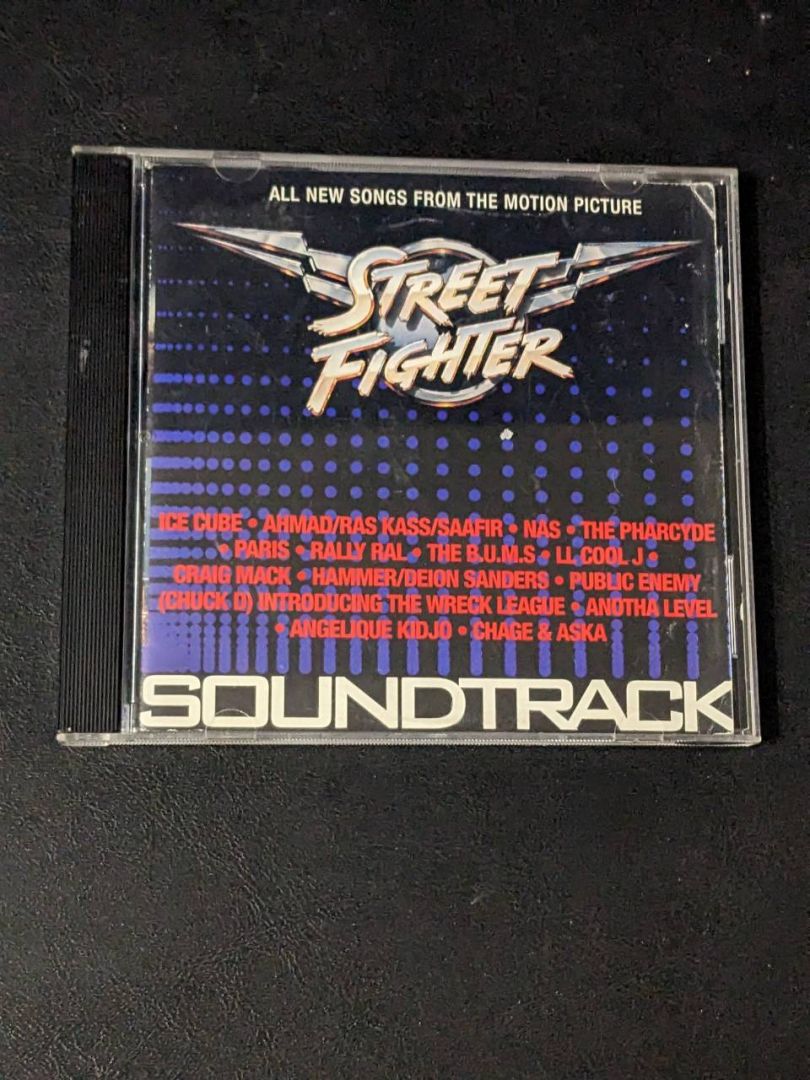 ALL NEW SONGS FROM THE MOTION PICTURE
STREET
FIGHTER
ICE CUBE • AHMAD/RAS KASS/SAAFIR • NAS • THE PHARCYDE
• PARIS • RALLY RAL • THE B.U.M.S • LL COOL J •
CRAIG MACK • HAMMER/DEION SANDERS • PUBLIC ENEMY
(CHUCK D) INTRODUCING THE WRECK LEAGUE • ANOTHA LEVEL
• ANGELIQUE KIDJO • CHAGE & ASKA
SOUNDTRACK